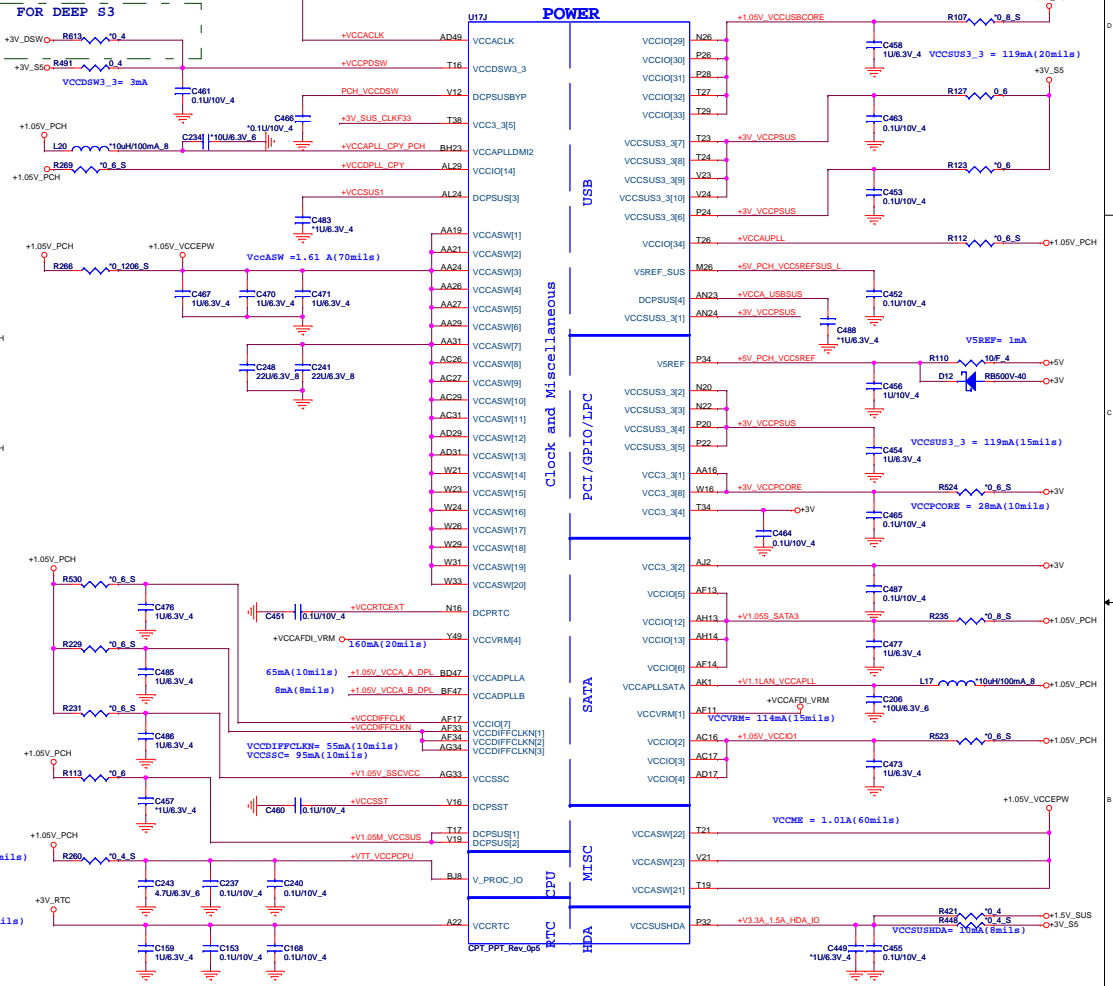 FOR DEEP S3
POWER
U17J
+3V_DSW
R613
*0_4
+3V_S5
R491
0_4
VCCDSW3_3= 3mA
C461
0.1U/10V_4
+VCCACLK
AD49
VCCACLK
+VCCPDSW
T16
VCCDSW3_3
PCH_VCCDSW
V12
DCPSUSBYP
C466
*0.1U/10V_4
+3V_SUS_CLKF33
T38
VCC3_3[5]
+1.05V_PCH
L20
*10uH/100mA_8
C234
*10U/6.3V_6
+VCCAPLL_CPY_PCH
BH23
VCCAPLLDMI2
R269
*0_6_S
+1.05V_PCH
+VCCDPLL_CPY
AL29
VCCIO[14]
+VCCSUS1
AL24
DCPSUS[3]
C483
*1U/6.3V_4
+1.05V_PCH
R266
*0_1206_S
+1.05V_VCCEPW
VccASW =1.61 A(70mils)
C467
1U/6.3V_4
C470
1U/6.3V_4
C471
1U/6.3V_4
C248
22U/6.3V_8
C241
22U/6.3V_8
AA19
VCCASW[1]
AA21
VCCASW[2]
AA24
VCCASW[3]
AA26
VCCASW[4]
AA27
VCCASW[5]
AA29
VCCASW[6]
AA31
VCCASW[7]
AC26
VCCASW[8]
AC27
VCCASW[9]
AC29
VCCASW[10]
AC31
VCCASW[11]
AD29
VCCASW[12]
AD31
VCCASW[13]
W21
VCCASW[14]
W23
VCCASW[15]
W24
VCCASW[16]
W26
VCCASW[17]
W29
VCCASW[18]
W31
VCCASW[19]
W33
VCCASW[20]
C451
0.1U/10V_4
+VCCRTCEXT
N16
DCPRTC
+VCCAFDI_VRM
160mA(20mils)
Y49
VCCVRM[4]
65mA(10mils)
+1.05V_VCCA_A_DPL
BD47
VCCADPLLA
8mA(8mils)
+1.05V_VCCA_B_DPL
BF47
VCCADPLLB
+1.05V_PCH
R530
*0_6_S
C476
1U/6.3V_4
R229
*0_6_S
C485
1U/6.3V_4
R231
*0_6_S
C486
1U/6.3V_4
+VCCDIFFCLK
AF17
VCCIO[7]
+VCCDIFFCLKN
AF33
VCCDIFFCLKN[1]
AF34
VCCDIFFCLKN[2]
AG34
VCCDIFFCLKN[3]
VCCDIFFCLKN= 55mA(10mils)
VCCSSC= 95mA(10mils)
+V1.05V_SSCVCC
AG33
VCCSSC
+1.05V_PCH
R113
*0_6
C457
*1U/6.3V_4
C460
0.1U/10V_4
+VCCSST
V16
DCPSST
+V1.05M_VCCSUS
T17
DCPSUS[1]
V19
DCPSUS[2]
+1.05V_PCH
R260
*0_4_S
+VTT_VCCPCPU
BJ8
V_PROC_IO
C243
4.7U/6.3V_6
C237
0.1U/10V_4
C240
0.1U/10V_4
mils)
ils)
+3V_RTC
A22
VCCRTC
C159
1U/6.3V_4
C153
0.1U/10V_4
C168
0.1U/10V_4
CPT_PPT_Rev_0p5
Clock and Miscellaneous
USB
PCI/GPIO/LPC
SATA
MISC
CPU
RTC
HDA
+1.05V_VCCUSBCORE
R107
*0_8_S
C458
1U/6.3V_4
VCCSUS3_3 = 119mA(20mils)
VCCIO[29]
N26
VCCIO[30]
P26
VCCIO[31]
P28
VCCIO[32]
T27
VCCIO[33]
T29
+3V_S5
R127
0_6
C463
0.1U/10V_4
VCCSUS3_3[7]
T23
+3V_VCCPSUS
VCCSUS3_3[8]
T24
VCCSUS3_3[9]
V23
VCCSUS3_3[10]
V24
R123
*0_6
C453
0.1U/10V_4
VCCSUS3_3[6]
P24
+3V_VCCPSUS
VCCIO[34]
T26
+VCCAUPLL
R112
*0_6_S
+1.05V_PCH
V5REF_SUS
M26
+5V_PCH_VCC5REFSUS_L
C452
0.1U/10V_4
DCPSUS[4]
AN23
+VCCA_USBSUS
VCCSUS3_3[1]
AN24
+3V_VCCPSUS
C488
*1U/6.3V_4
V5REF= 1mA
V5REF
P34
+5V_PCH_VCC5REF
R110
10/F_4
+5V
D12
RB500V-40
+3V
C456
1U/10V_4
VCCSUS3_3[2]
N20
VCCSUS3_3[3]
N22
VCCSUS3_3[4]
P20
+3V_VCCPSUS
VCCSUS3_3[5]
P22
C454
1U/6.3V_4
VCCSUS3_3 = 119mA(15mils)
VCC3_3[1]
AA16
VCC3_3[8]
W16
+3V_VCCPCORE
R524
*0_6_S
+3V
VCCPCORE = 28mA(10mils)
VCC3_3[4]
T34
+3V
C465
0.1U/10V_4
C464
0.1U/10V_4
VCC3_3[2]
AJ2
+3V
C487
0.1U/10V_4
VCCIO[5]
AF13
VCCIO[12]
AH13
+V1.05S_SATA3
R235
*0_8_S
+1.05V_PCH
VCCIO[13]
AH14
C477
1U/6.3V_4
VCCIO[6]
AF14
VCCAPLLSATA
AK1
+V1.1LAN_VCCAPLL
L17
*10uH/100mA_8
+1.05V_PCH
C206
*10U/6.3V_6
+VCCAFDI_VRM
VCCVRM[1]
AF11
VCCVRM= 114mA(15mils)
VCCIO[2]
AC16
+1.05V_VCCIO1
R523
*0_6_S
+1.05V_PCH
VCCIO[3]
AC17
C473
1U/6.3V_4
VCCIO[4]
AD17
+1.05V_VCCEPW
VCCME = 1.01A(60mils)
VCCASW[22]
T21
VCCASW[23]
V21
VCCASW[21]
T19
VCCSUSHDA
P32
+V3.3A_1.5A_HDA_IO
R421
*0_4
+1.5V_SUS
R448
*0_4_S
+3V_S5
VCCSUSHDA= 10mA(8mils)
C449
*1U/6.3V_4
C455
0.1U/10V_4
D
C
B